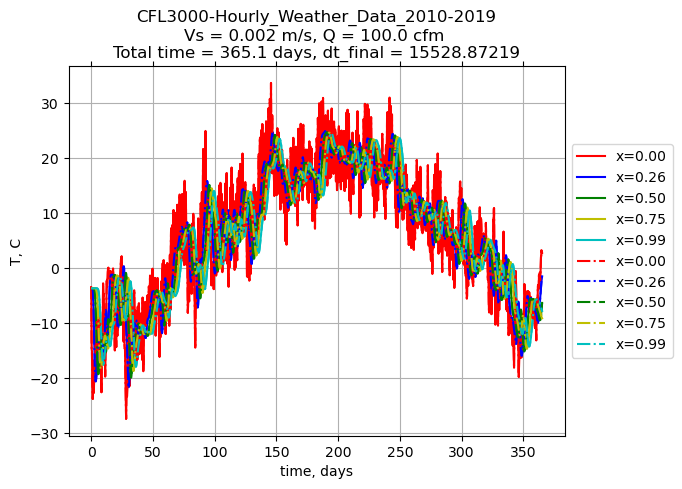 CFL3000-Hourly_Weather_Data_2010-2019
Vs = 0.002 m/s, Q = 100.0 cfm
Total time = 365.1 days, dt_final = 15528.87219
T, C
30
20
10
0
−10
−20
−30
0 50 100 150 200 250 300 350
time, days
x=0.00
x=0.26
x=0.50
x=0.75
x=0.99
x=0.00
x=0.26
x=0.50
x=0.75
x=0.99